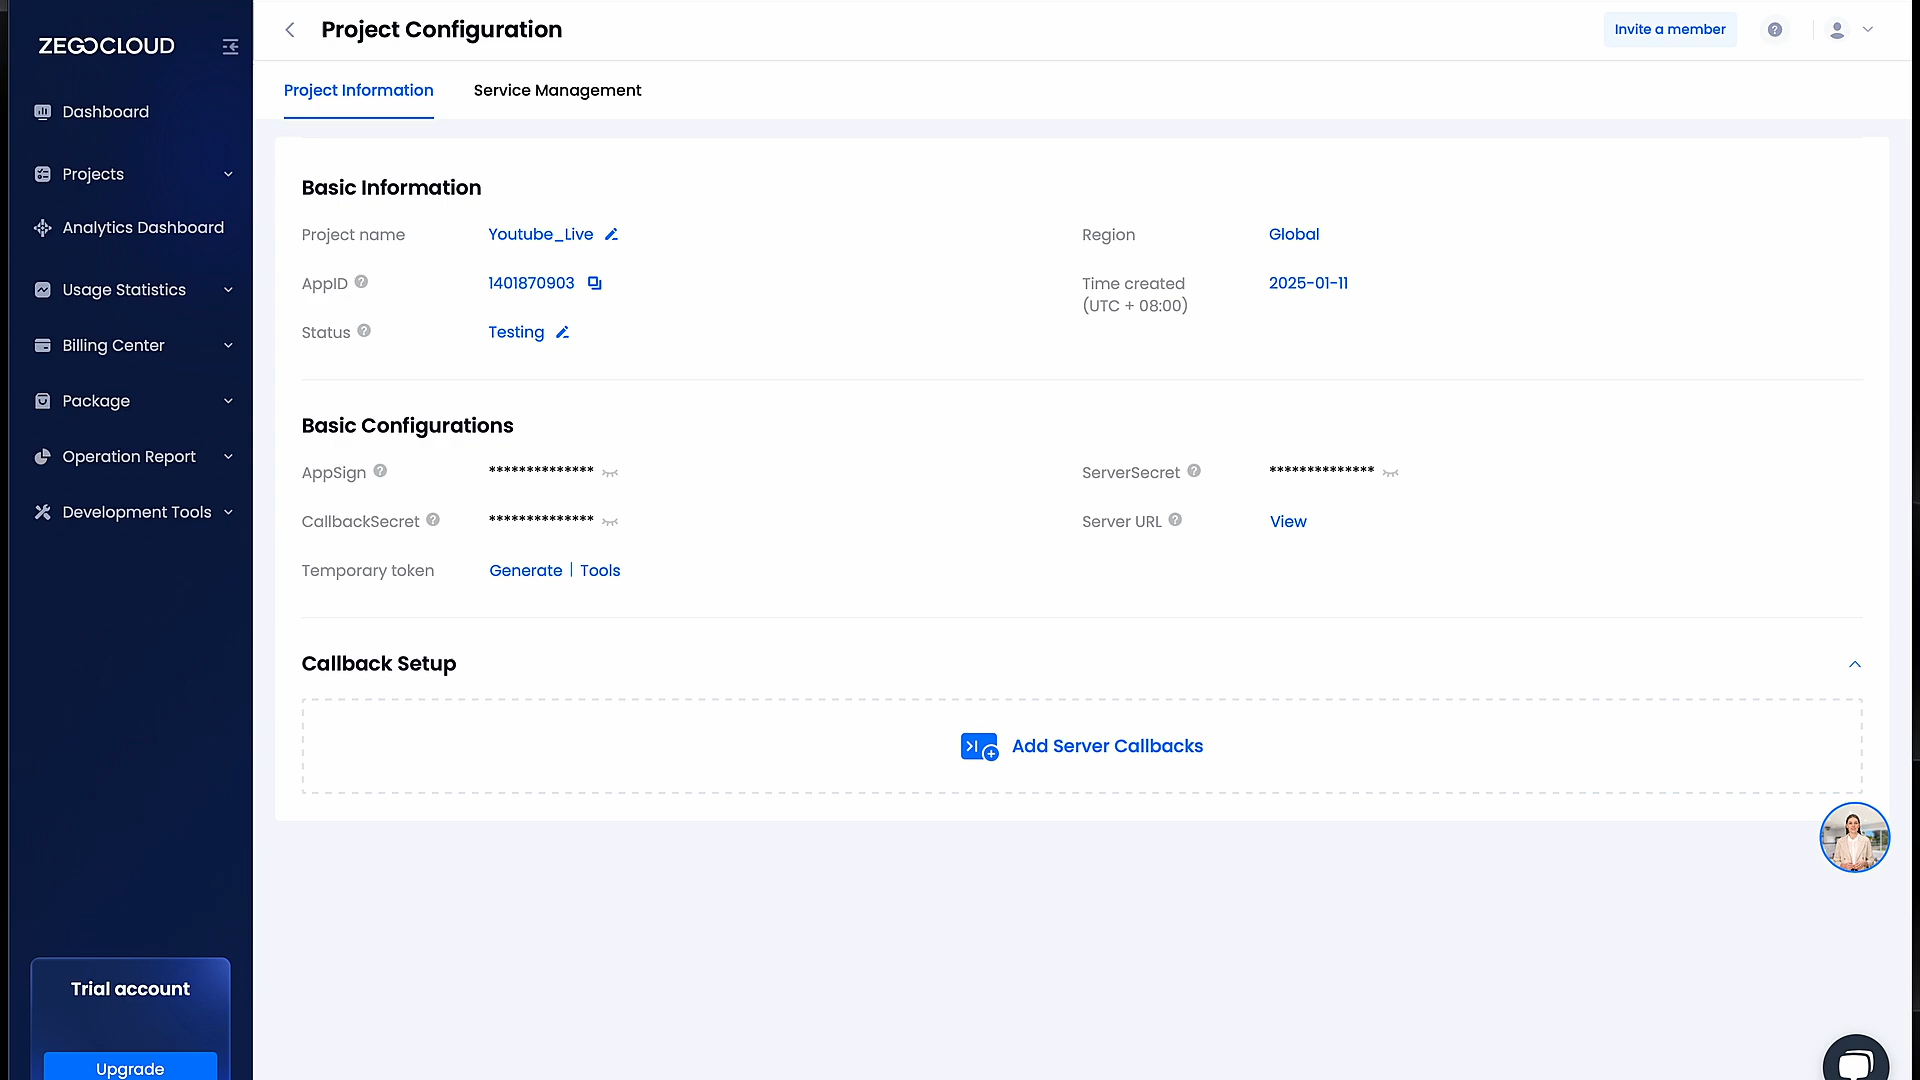 ZEGOCLOUD
Dashboard
Projects
Analytics Dashboard
Usage Statistics
Billing Center
Package
Operation Report
Development Tools
Trial account
Upgrade
Project Configuration
Invite a member
Project Information
Service Management
Basic Information
Project name Youtube_Live
Region Global
AppID 1401870903
Time created
(UTC + 08:00) 2025-01-11
Status Testing
Basic Configurations
AppSign **************
ServerSecret **************
CallbackSecret **************
Server URL View
Temporary token Generate | Tools
Callback Setup
Add Server Callbacks